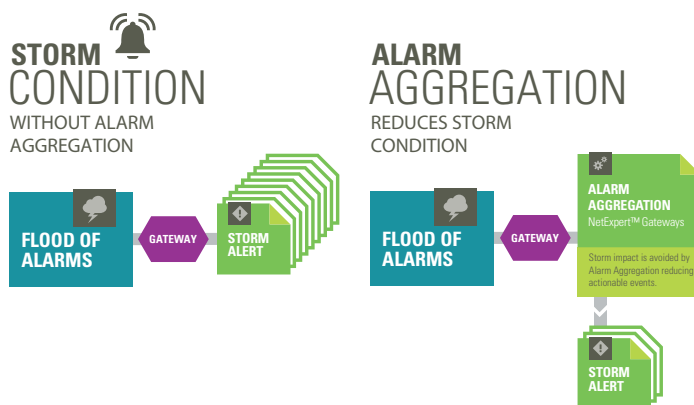 STORM
CONDITION
WITHOUT ALARM
AGGREGATION
FLOOD OF
ALARMS
GATEWAY
STORM
ALERT
ALARM
AGGREGATION
REDUCES STORM
CONDITION
FLOOD OF
ALARMS
GATEWAY
ALARM
AGGREGATION
NetExpert™ Gateways
Storm impact is avoided by
Alarm Aggregation reducing
actionable events.
STORM
ALERT